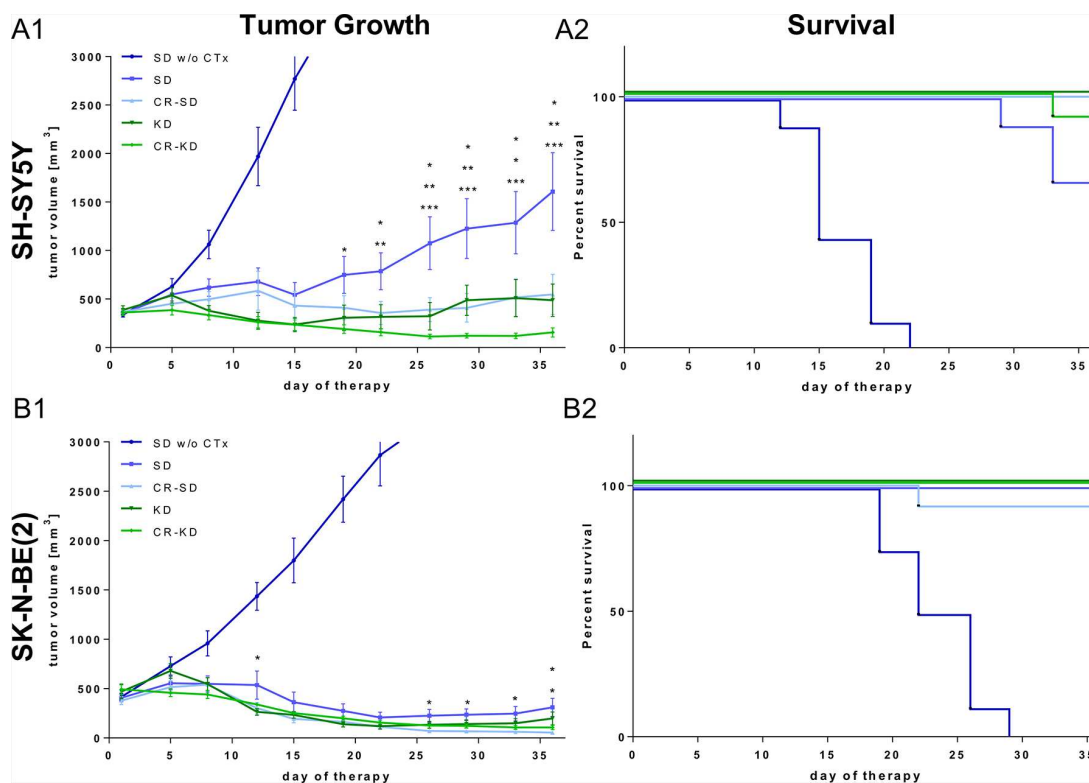 A1
Tumor Growth
A2
Survival
SH-SY5Y
tumor volume [mm³]
3000
2500
2000
1500
1000
500
0
SD w/o CTx
SD
CR-SD
KD
CR-KD
*
* **
* ** ***
* ** ***
* * ***
* ** ***
0 5 10 15 20 25 30 35
day of therapy
Percent survival
100
50
0
0 5 10 15 20 25 30 35
day of therapy
B1
B2
SK-N-BE(2)
tumor volume [mm³]
3000
2500
2000
1500
1000
500
0
SD w/o CTx
SD
CR-SD
KD
CR-KD
*
*
*
*
* *
0 5 10 15 20 25 30 35
day of therapy
Percent survival
100
50
0
0 5 10 15 20 25 30 35
day of therapy